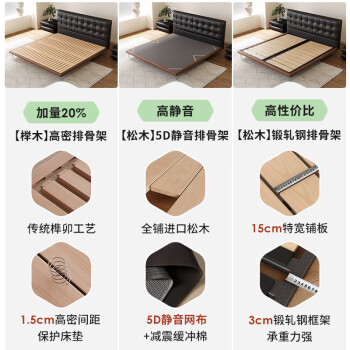 加量20%
【榉木】高密排骨架
传统榫卯工艺
1.5cm高密间距
保护床垫
高静音
【松木】5D静音排骨架
全铺进口松木
5D静音网布
+减震缓冲棉
高性价比
【松木】锻轧钢排骨架
15cm特宽铺板
3cm锻轧钢框架
承重力强